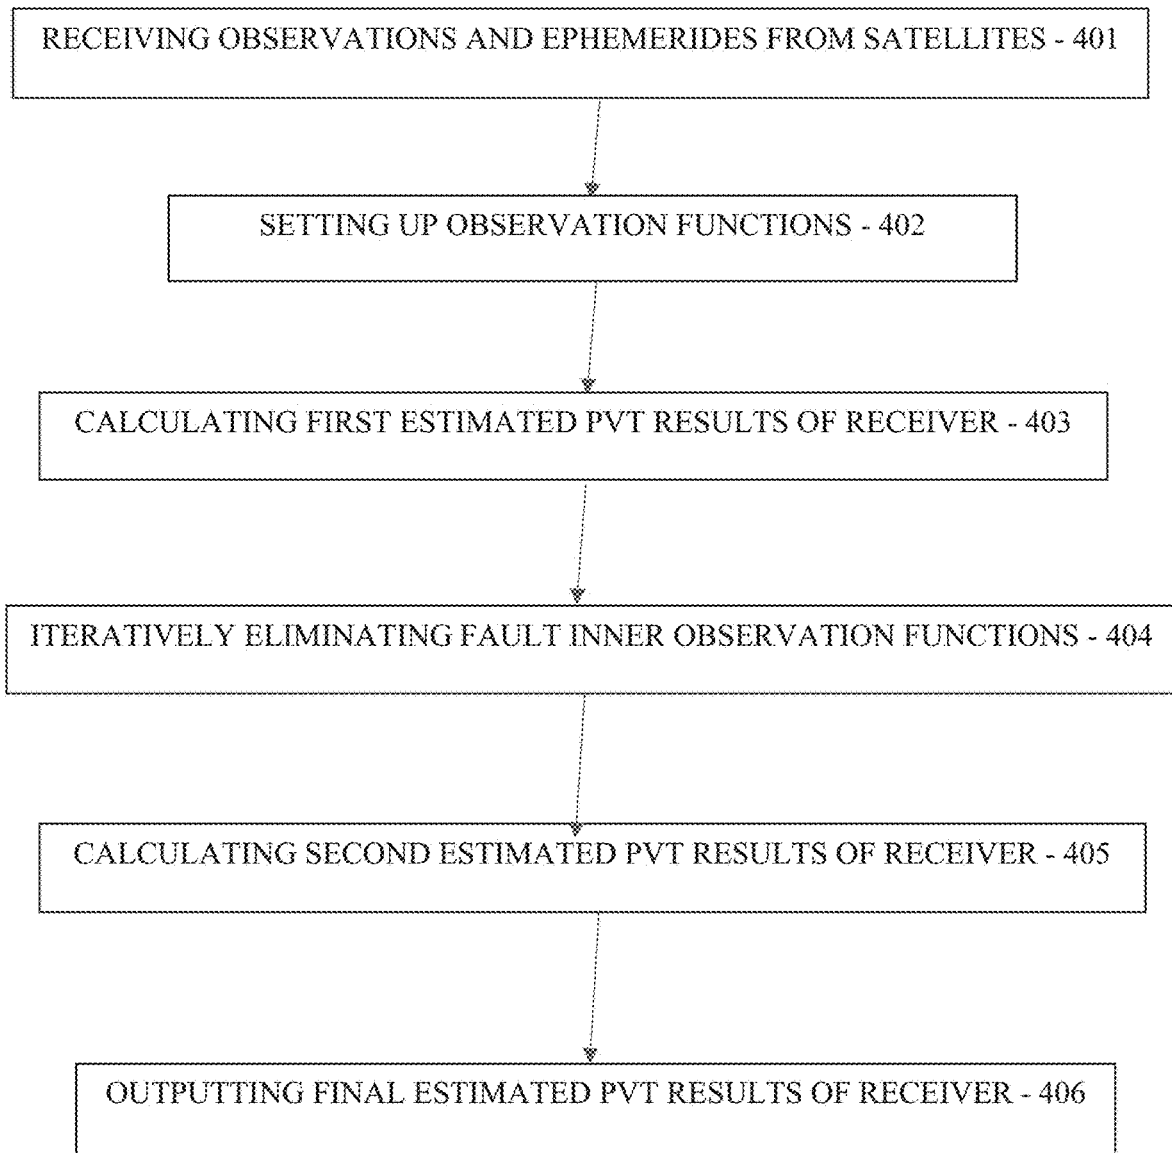 RECEIVING OBSERVATIONS AND EPHEMERIDES FROM SATELLITES - 401
SETTING UP OBSERVATION FUNCTIONS - 402
CALCULATING FIRST ESTIMATED PVT RESULTS OF RECEIVER - 403
ITERATIVELY ELIMINATING FAULT INNER OBSERVATION FUNCTIONS - 404
CALCULATING SECOND ESTIMATED PVT RESULTS OF RECEIVER - 405
OUTPUTTING FINAL ESTIMATED PVT RESULTS OF RECEIVER - 406